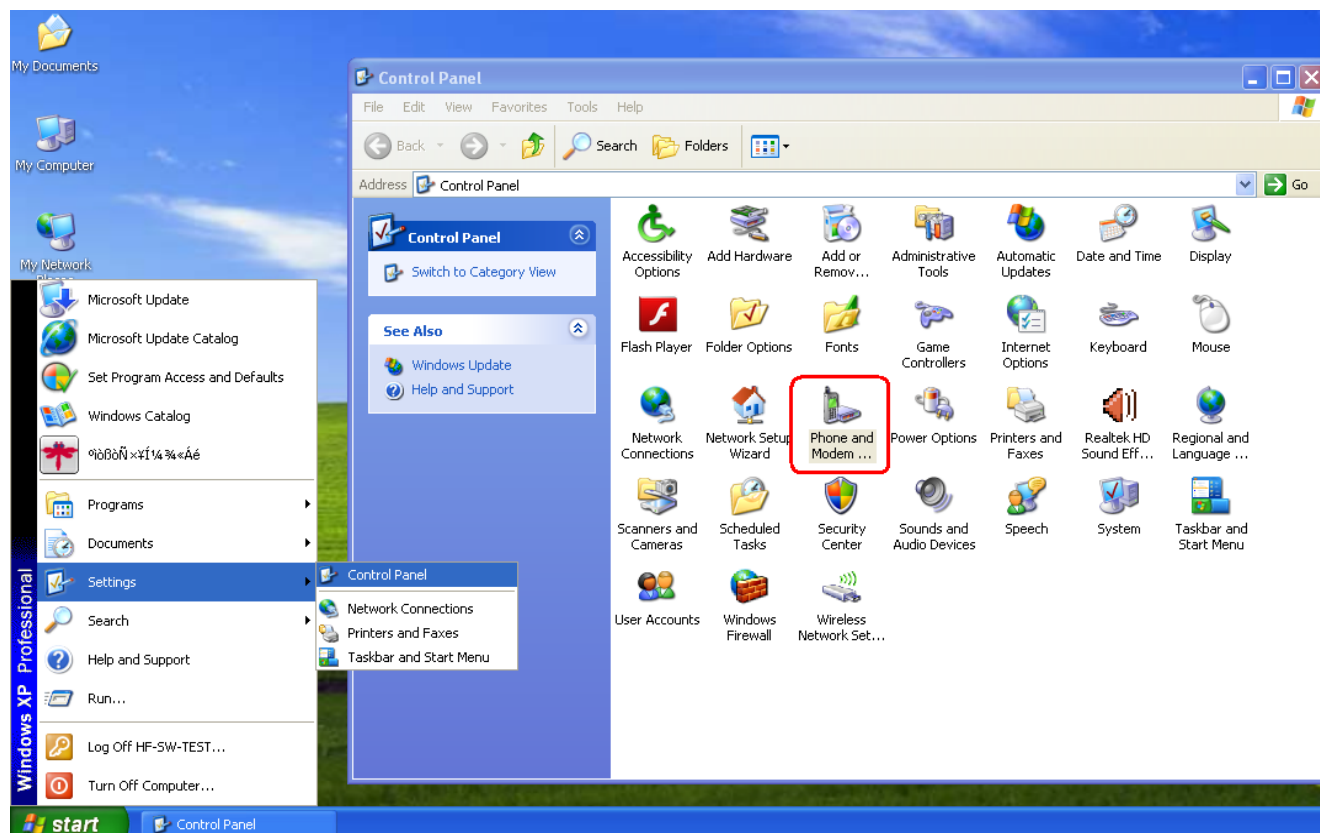 My Documents
My Computer
My Network
Control Panel
File Edit View Favorites Tools Help
Back Search Folders
Address Control Panel Go
Control Panel
Switch to Category View
See Also
Windows Update
Help and Support
Accessibility Options
Add Hardware
Add or Remov...
Administrative Tools
Automatic Updates
Date and Time
Display
Flash Player
Folder Options
Fonts
Game Controllers
Internet Options
Keyboard
Mouse
Network Connections
Network Setup Wizard
Phone and Modem ...
Power Options
Printers and Faxes
Realtek HD Sound Eff...
Regional and Language ...
Scanners and Cameras
Scheduled Tasks
Security Center
Sounds and Audio Devices
Speech
System
Taskbar and Start Menu
User Accounts
Windows Firewall
Wireless Network Set...
Microsoft Update
Microsoft Update Catalog
Set Program Access and Defaults
Windows Catalog
Programs
Documents
Settings
Search
Help and Support
Run...
Log Off HF-SW-TEST...
Turn Off Computer...
Windows XP Professional
Control Panel
Network Connections
Printers and Faxes
Taskbar and Start Menu
start
Control Panel